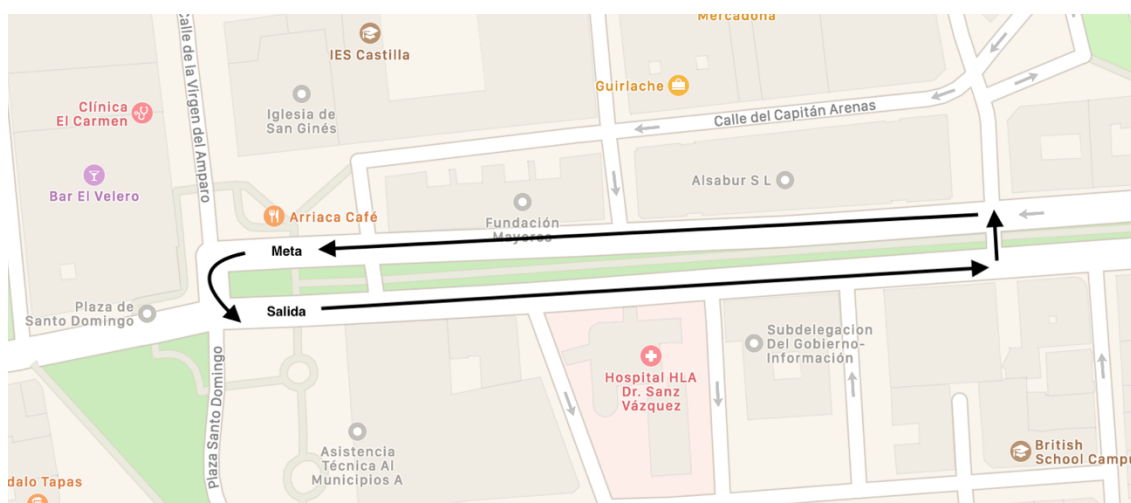 Mercadona
Calle de la Virgen del Amparo
IES Castilla
Clínica
El Carmen
Guirlache
Iglesia de
San Ginés
Calle del Capitán Arenas
Bar El Velero
Alsabur S L
Arriaca Café
Fundación
Mayores
Meta
Plaza de
Santo Domingo
Salida
Subdelegacion
Del Gobierno-
Información
Hospital HLA
Dr. Sanz
Vázquez
Plaza Santo Domingo
Asistencia
Técnica Al
Municipios A
British
School Campu
dalo Tapas